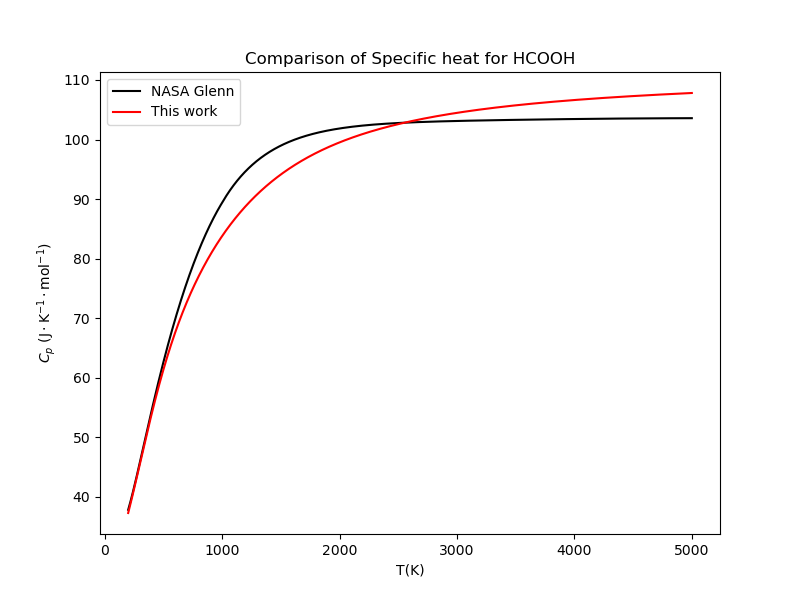 Comparison of Specific heat for HCOOH
NASA Glenn
This work
110
100
90
80
70
60
50
40
$C_p$ (J · K⁻¹ · mol⁻¹)
0 1000 2000 3000 4000 5000
T(K)